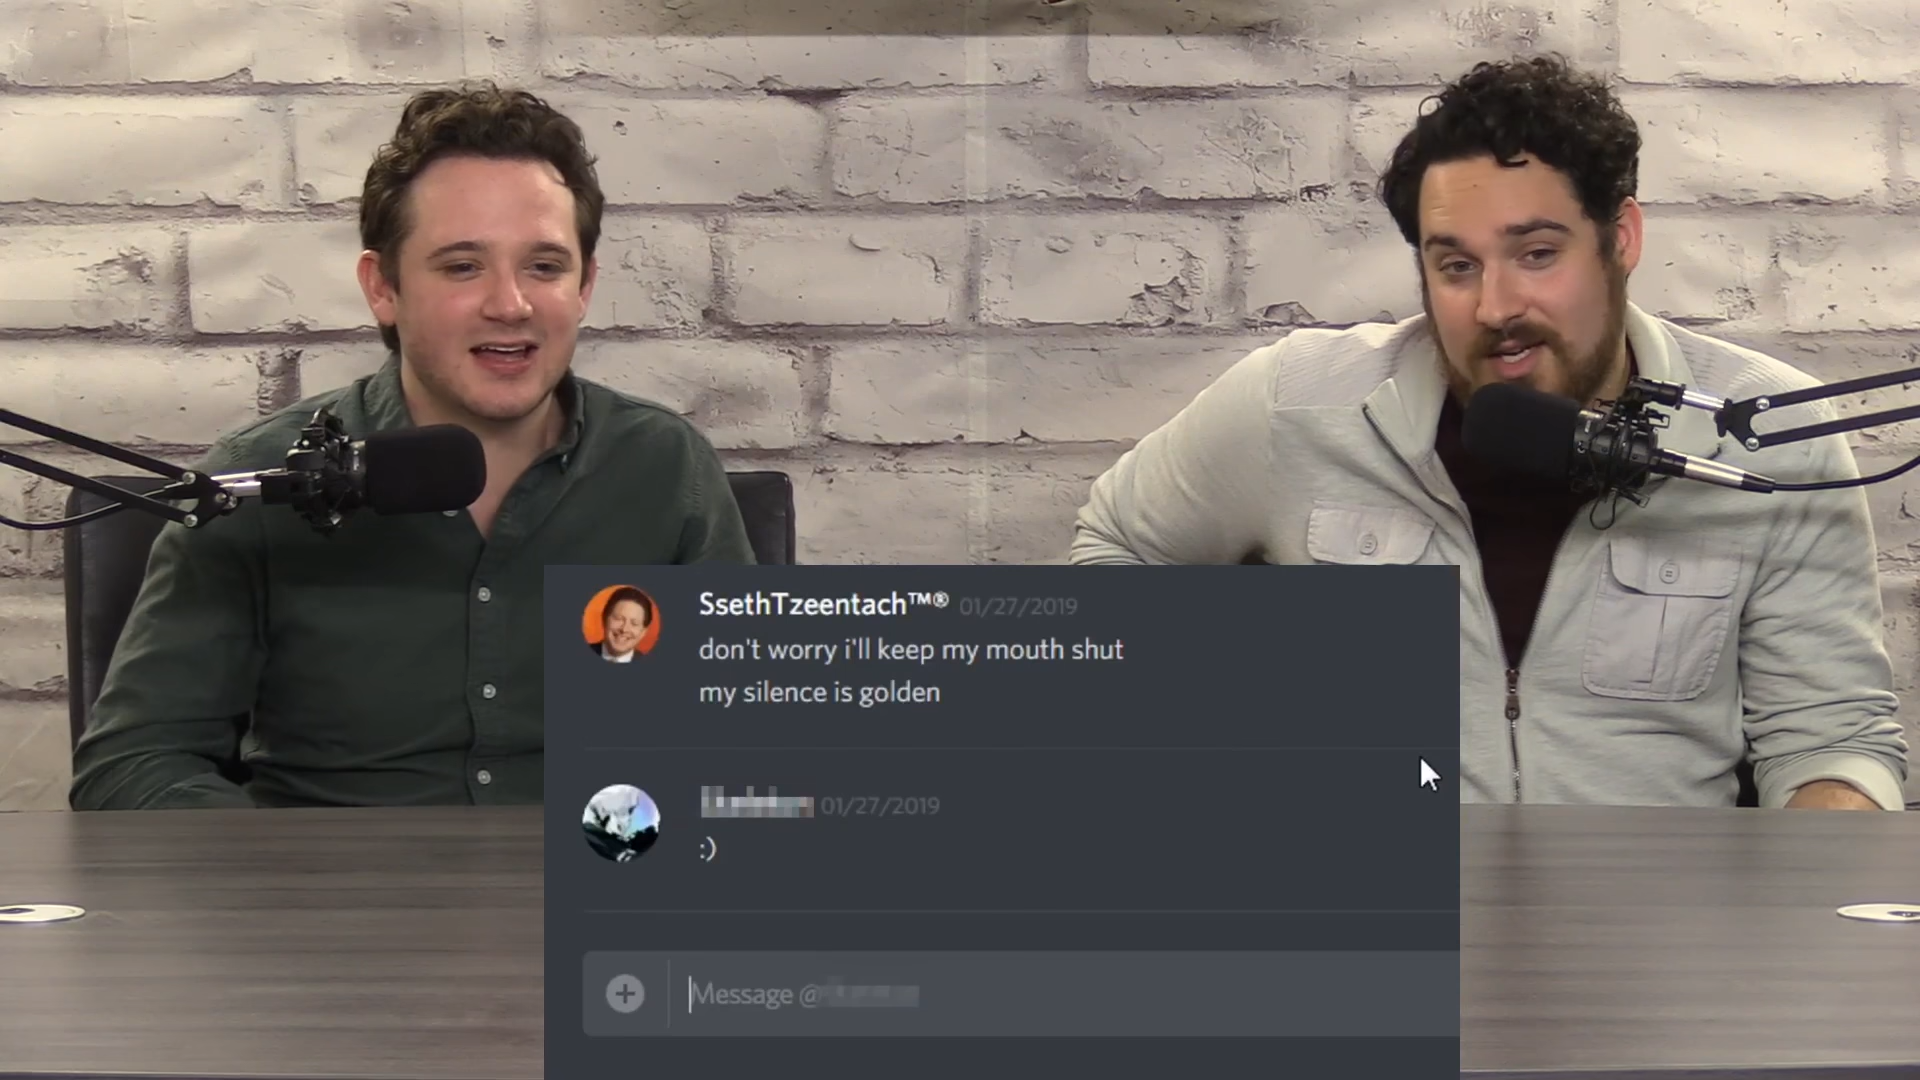 SsethTzeentach™® 01/27/2019
don't worry i'll keep my mouth shut
my silence is golden
01/27/2019
:)
Message @